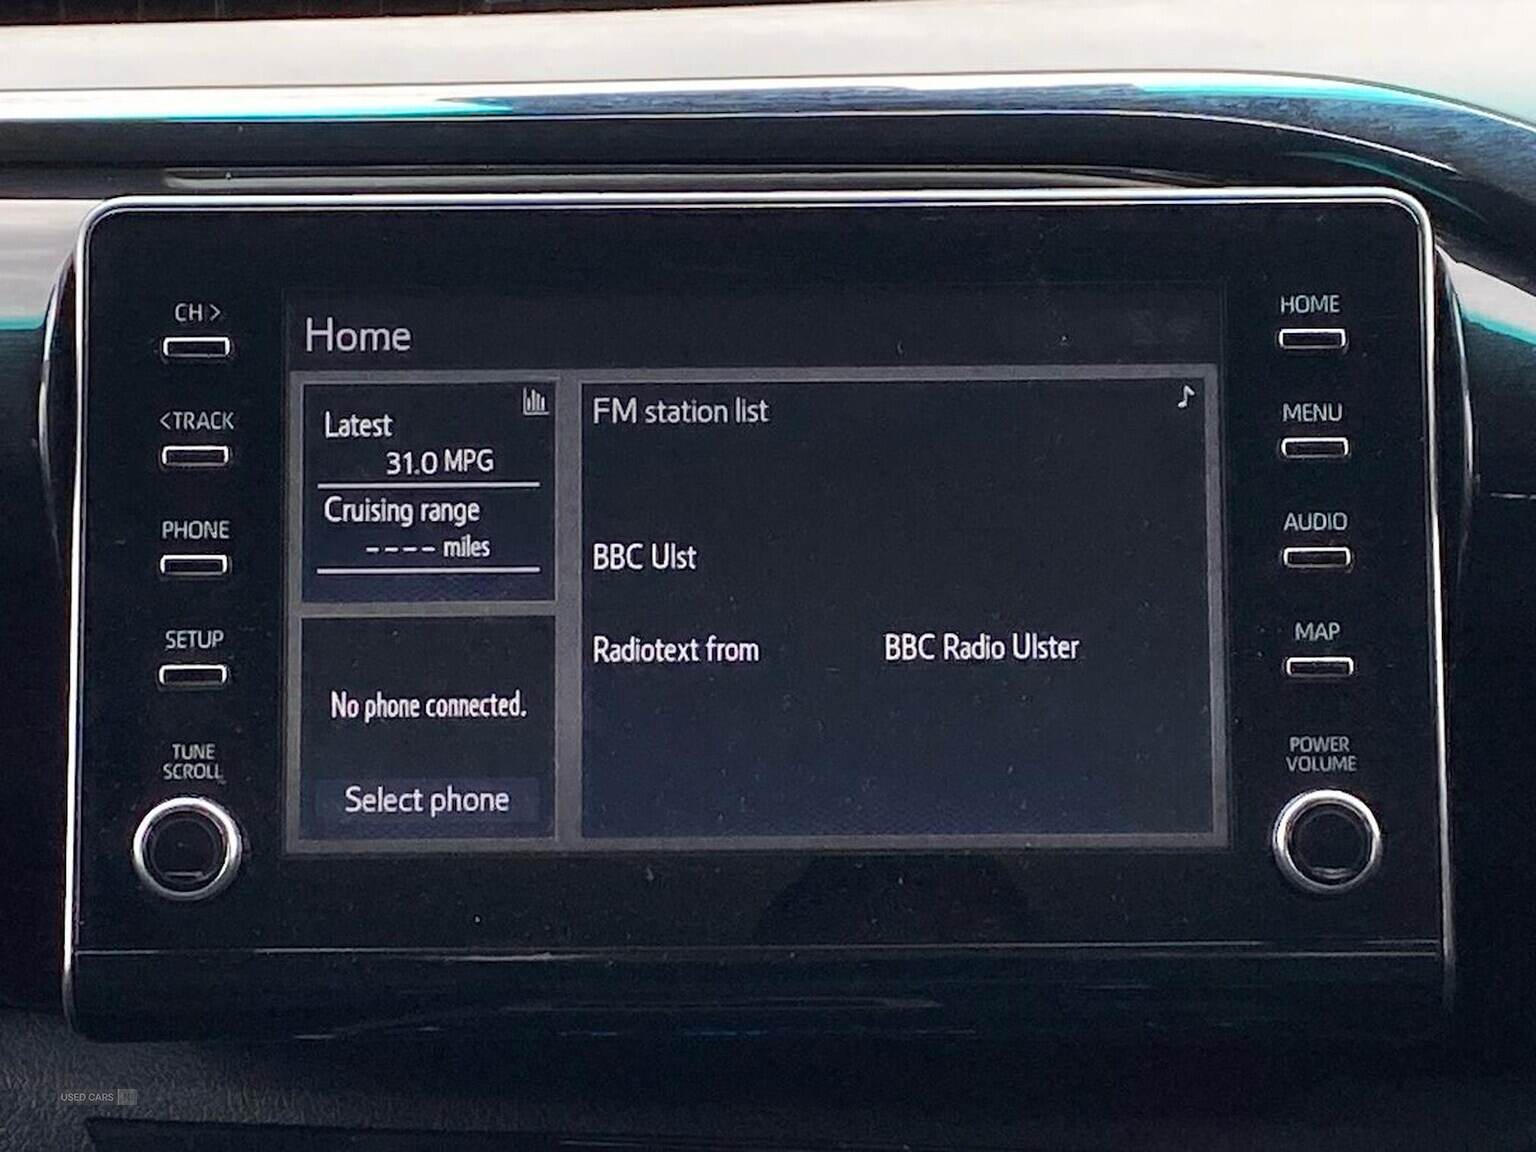 CH >
<TRACK
PHONE
SETUP
TUNE
SCROLL
Home
Latest
31.0 MPG
Cruising range
---- miles
No phone connected.
Select phone
FM station list
BBC Ulst
Radiotext from BBC Radio Ulster
HOME
MENU
AUDIO
MAP
POWER
VOLUME
USED CARS